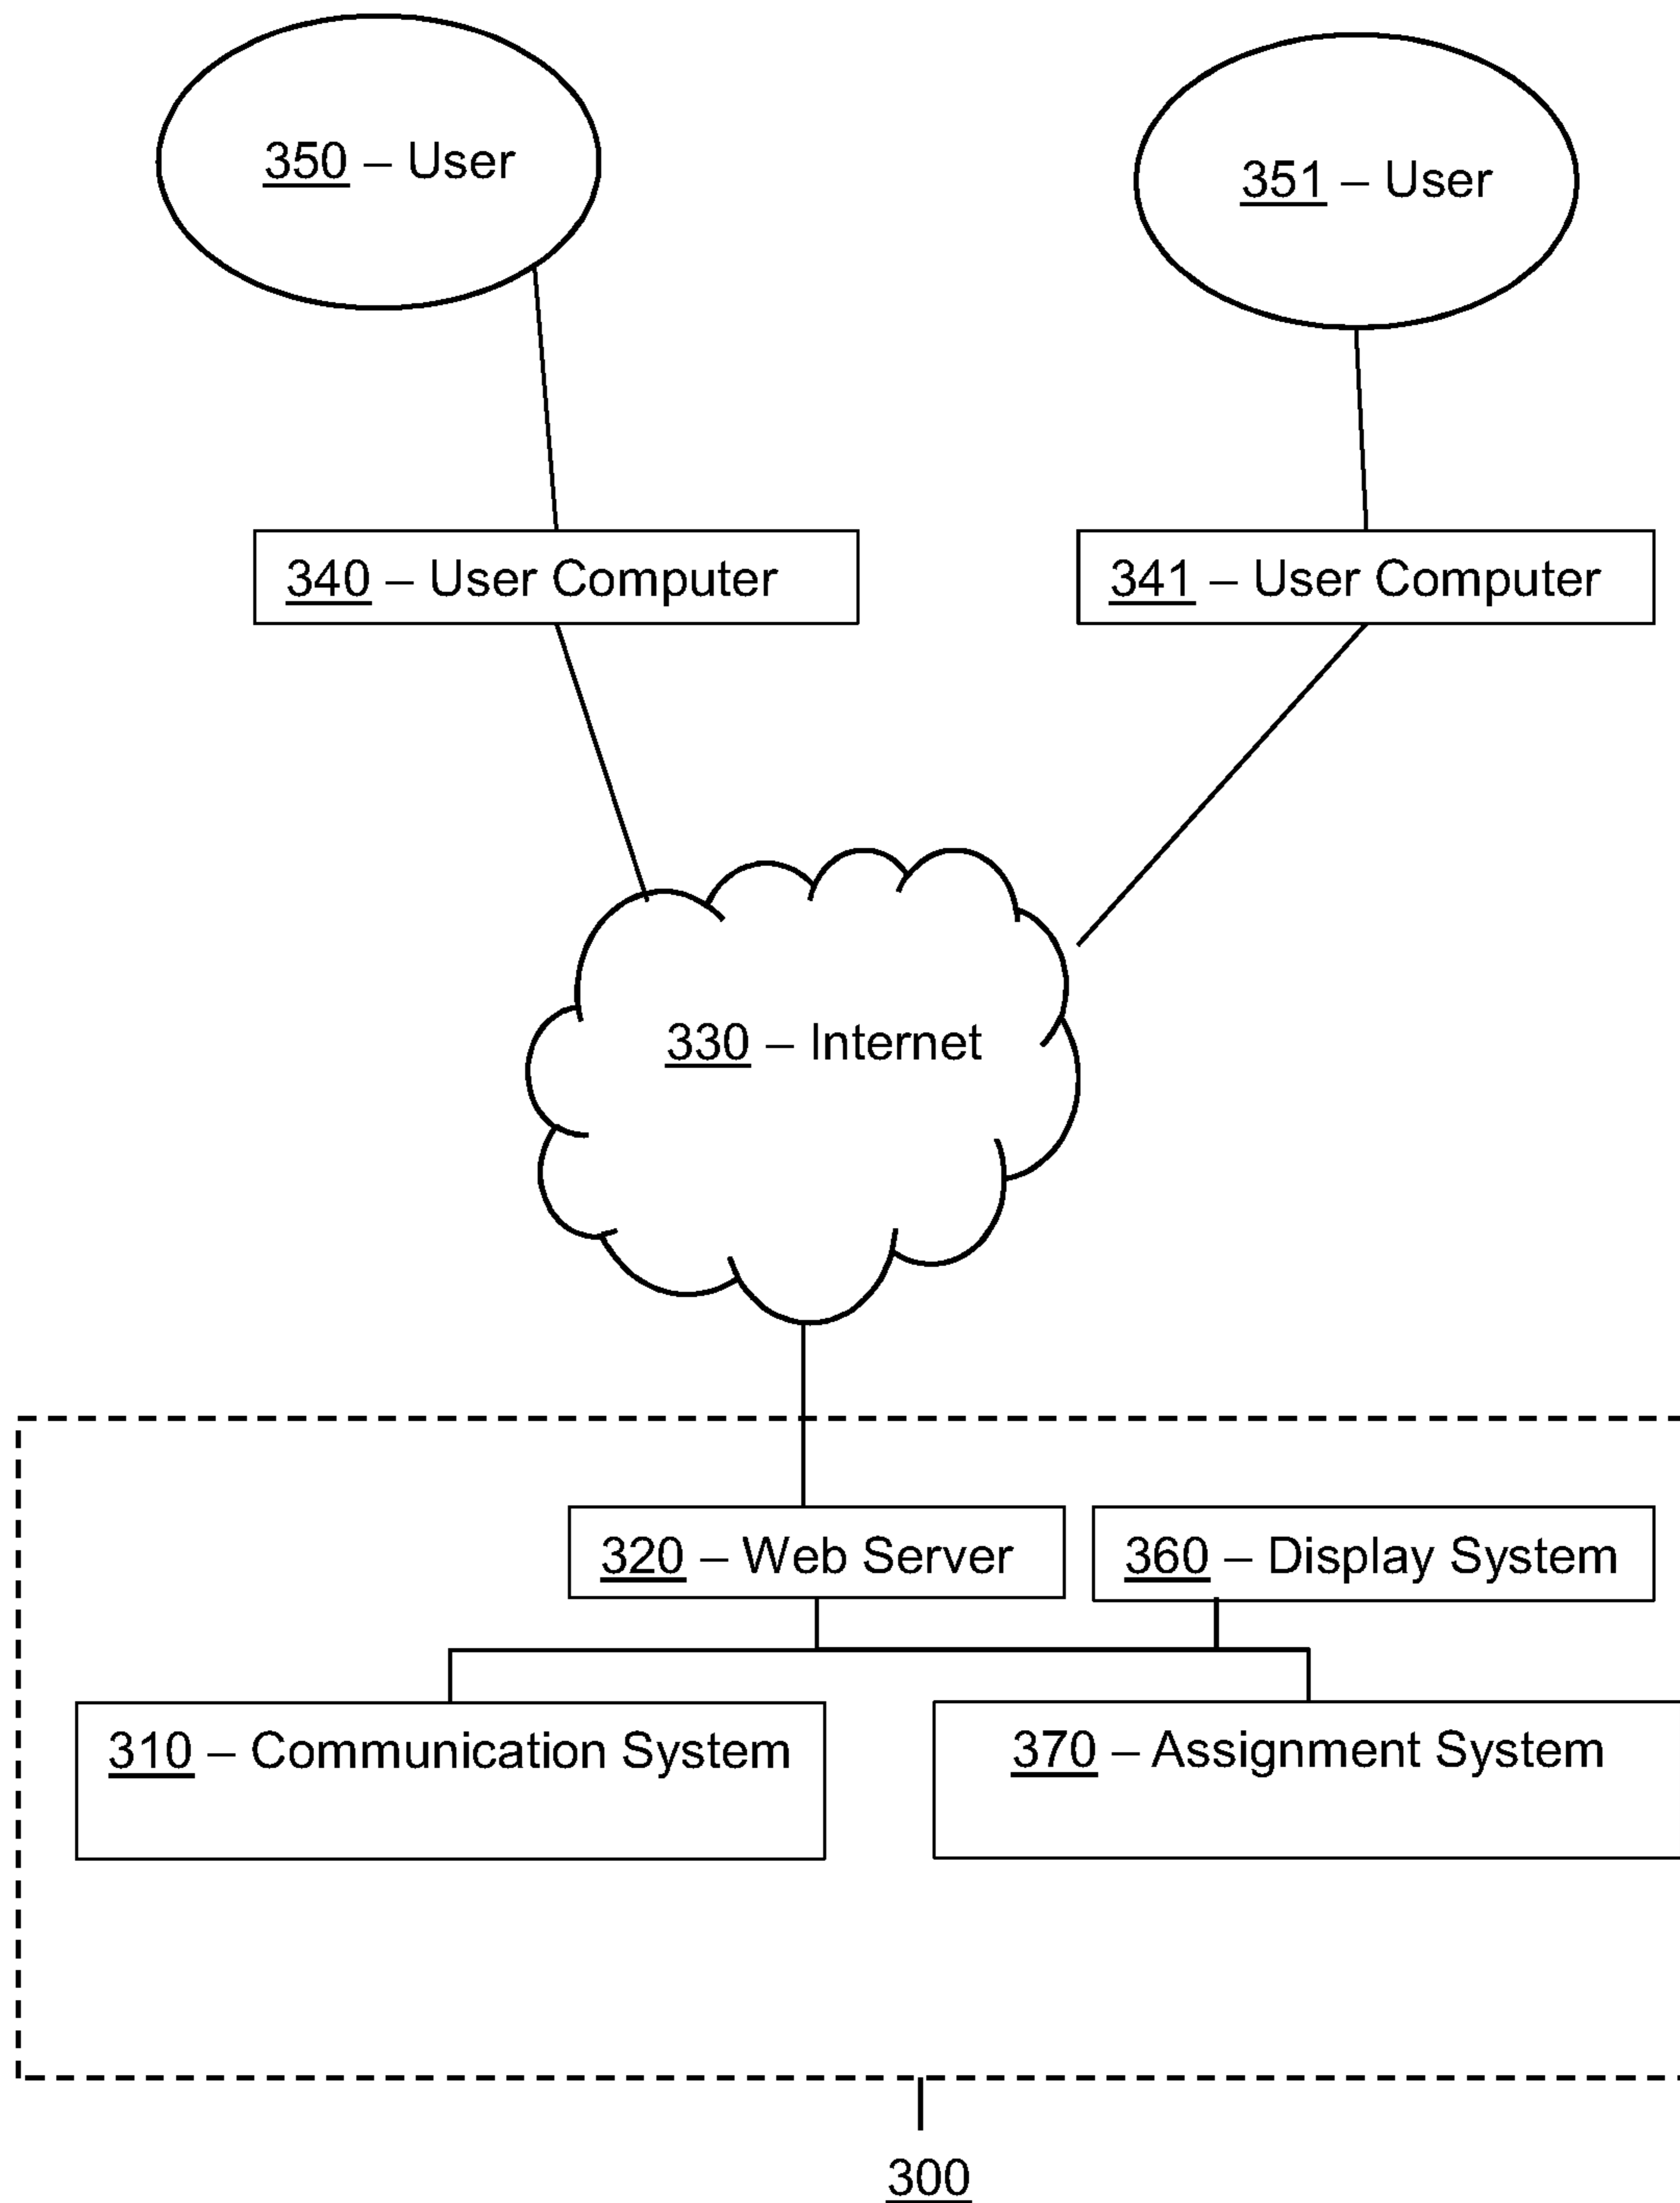 350 – User
351 – User
340 – User Computer
341 – User Computer
330 – Internet
320 – Web Server
360 – Display System
310 – Communication System
370 – Assignment System
300